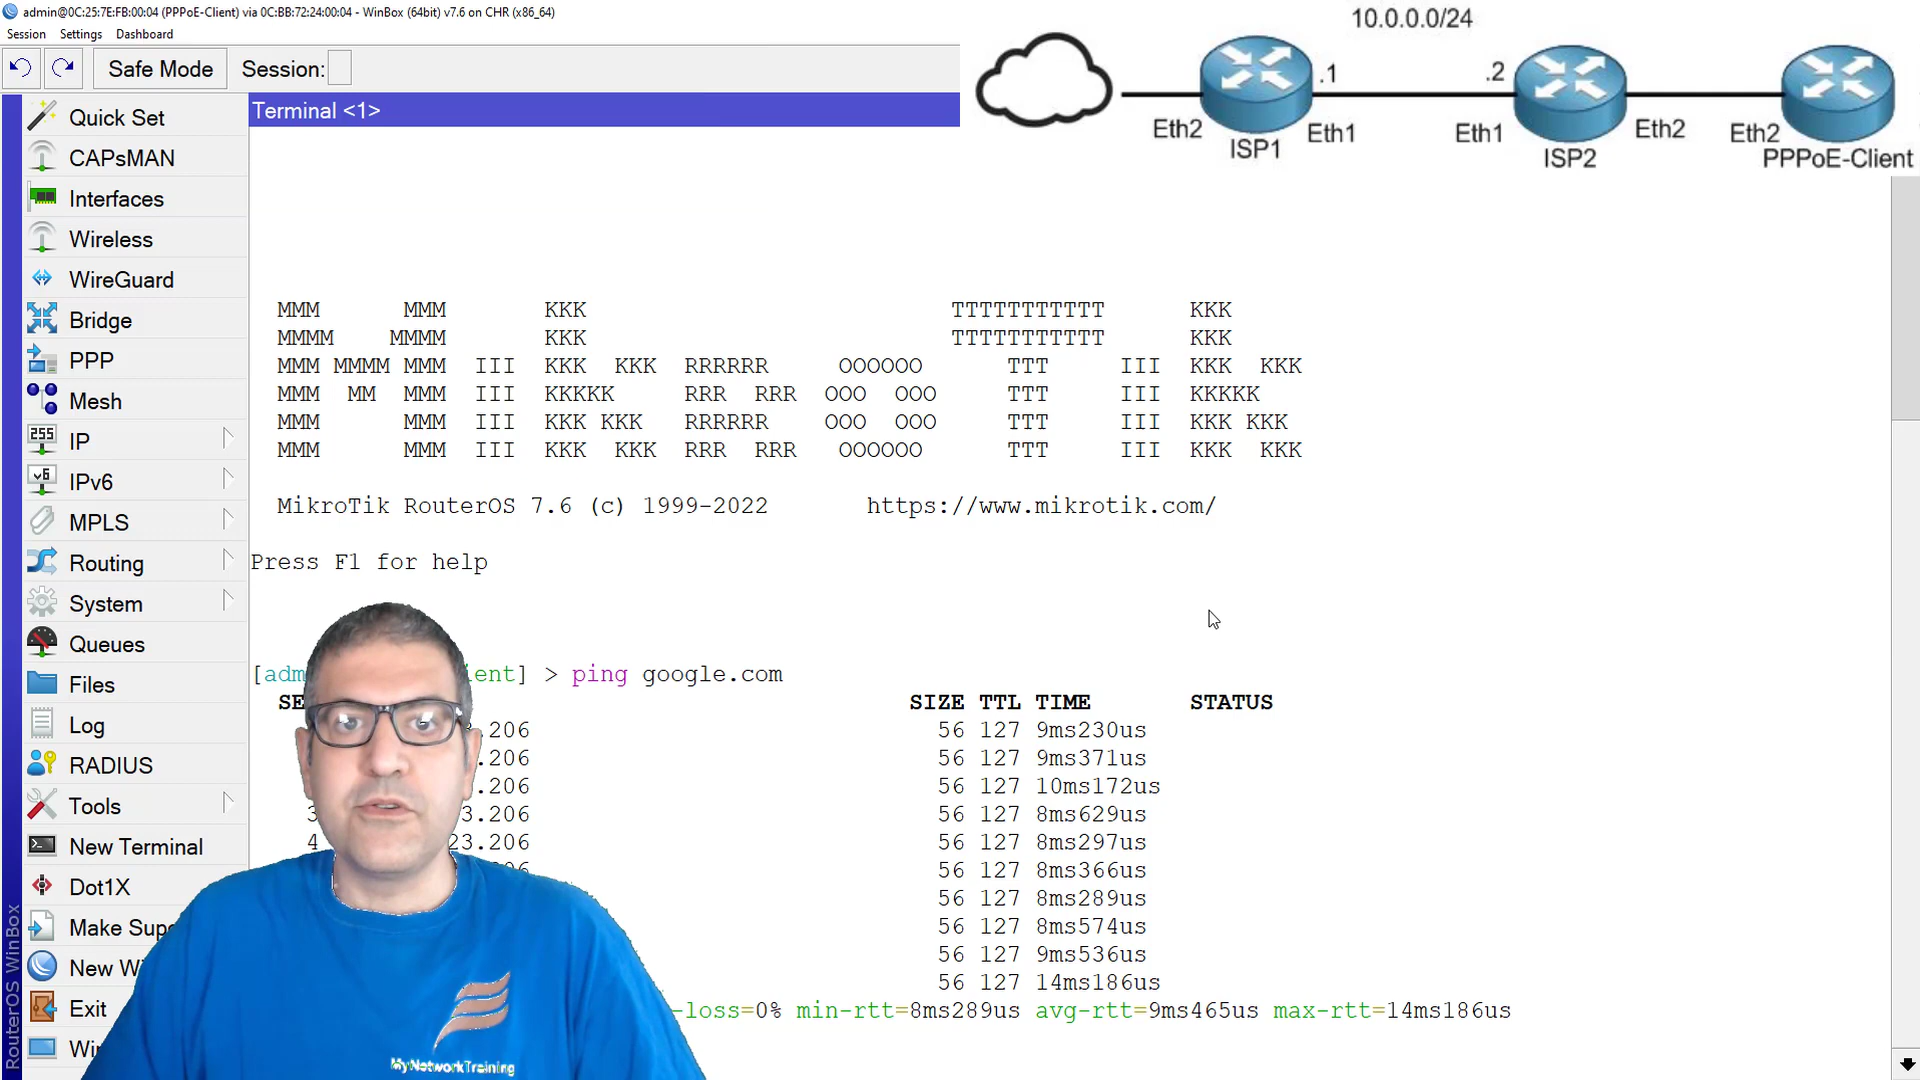 admin@0C:25:7E:FB:00:04 (PPPoE-Client) via 0C:BB:72:24:00:04 - WinBox (64bit) v7.6 on CHR (x86_64)
Session Settings Dashboard
Safe Mode Session:
10.0.0.0/24
.1 .2
Eth2 ISP1 Eth1 Eth1 ISP2 Eth2 Eth2 PPPoE-Client
Terminal <1>
Quick Set
CAPsMAN
Interfaces
Wireless
WireGuard
Bridge
PPP
Mesh
255 IP
v6 IPv6
MPLS
Routing
System
Queues
Files
Log
RADIUS
Tools
New Terminal
Dot1X
Make
New
Exit
RouterOS WinBox
MMM MMM KKK TTTTTTTTTTT KKK
MMMM MMMM KKK TTTTTTTTTTT KKK
MMM MMMM MMM III KKK KKK RRRRRR OOOOOO TTT III KKK KKK
MMM MM MMM III KKKKK RRR RRR OOO OOO TTT III KKKKK
MMM MMM III KKK KKK RRRRRR OOO OOO TTT III KKK KKK
MMM MMM III KKK KKK RRR RRR OOOOOO TTT III KKK KKK
MikroTik RouterOS 7.6 (c) 1999-2022 https://www.mikrotik.com/
Press F1 for help
[adm ent] > ping google.com
SE SIZE TTL TIME STATUS
.206 56 127 9ms230us
.206 56 127 9ms371us
.206 56 127 10ms172us
3 3.206 56 127 8ms629us
4 23.206 56 127 8ms297us
56 127 8ms366us
56 127 8ms289us
56 127 8ms574us
56 127 9ms536us
56 127 14ms186us
-loss=0% min-rtt=8ms289us avg-rtt=9ms465us max-rtt=14ms186us
MyNetworkTraining